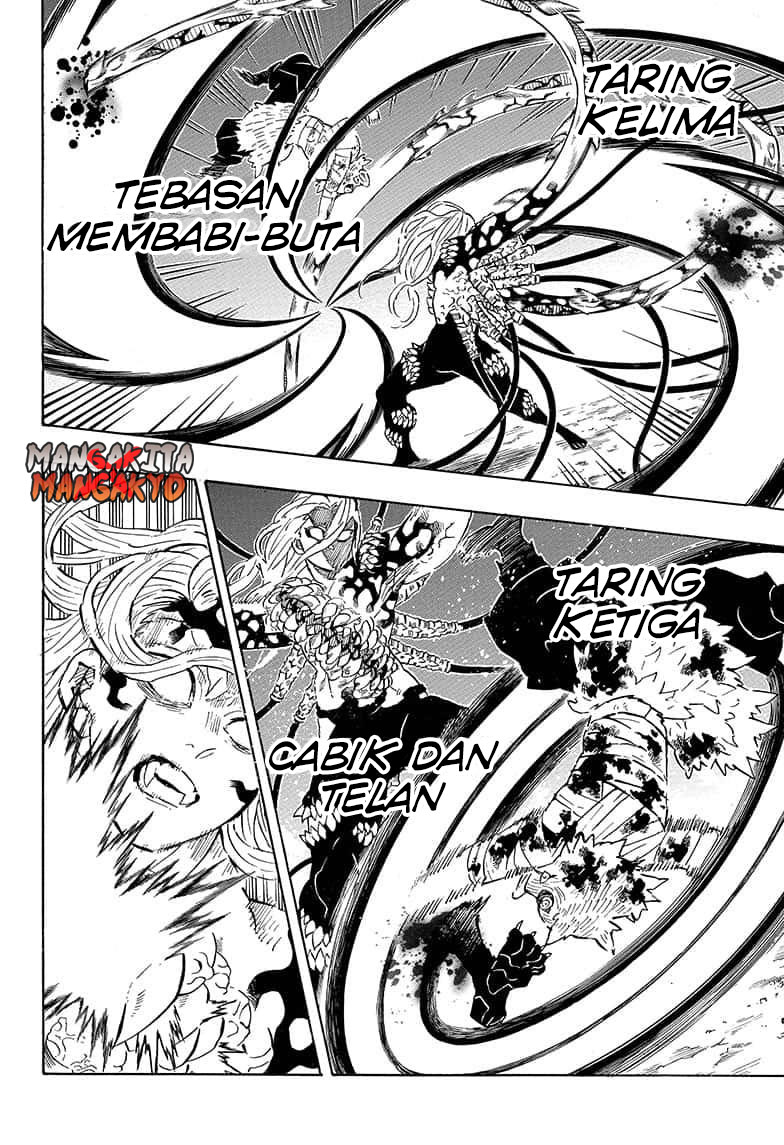 TARING
KELIMA
TEBASAN
MEMBABI-BUTA
MANGAKITA
MANGAKYO
TARING
KETIGA
CABIK DAN
TELAN